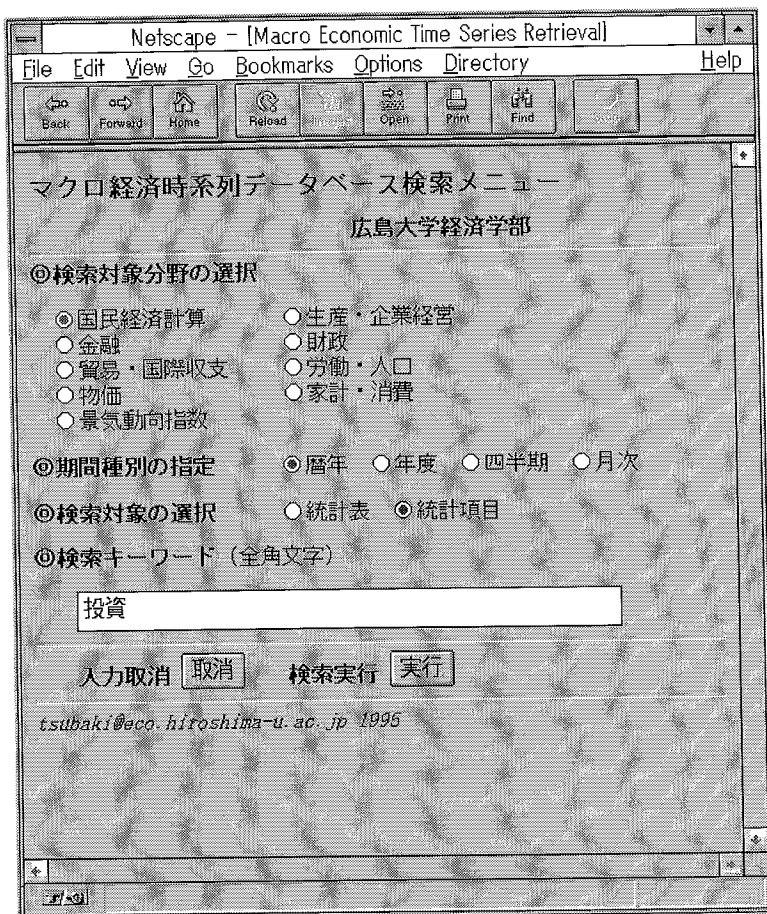 Netscape - [Macro Economic Time Series Retrieval]
File Edit View Go Bookmarks Options Directory Help
Back Forward Home Reload Images Open Print Find Stop
マクロ経済時系列データベース検索メニュー
広島大学経済学部
◎検索対象分野の選択
国民経済計算 生産・企業経営
金融 財政
貿易・国際収支 労働・人口
物価 家計・消費
景気動向指数
◎期間種別の指定 暦年 年度 四半期 月次
◎検索対象の選択 統計表 統計項目
◎検索キーワード（全角文字）
投資
入力取消 取消 検索実行 実行
tsubaki@eco.hiroshima-u.ac.jp 1995